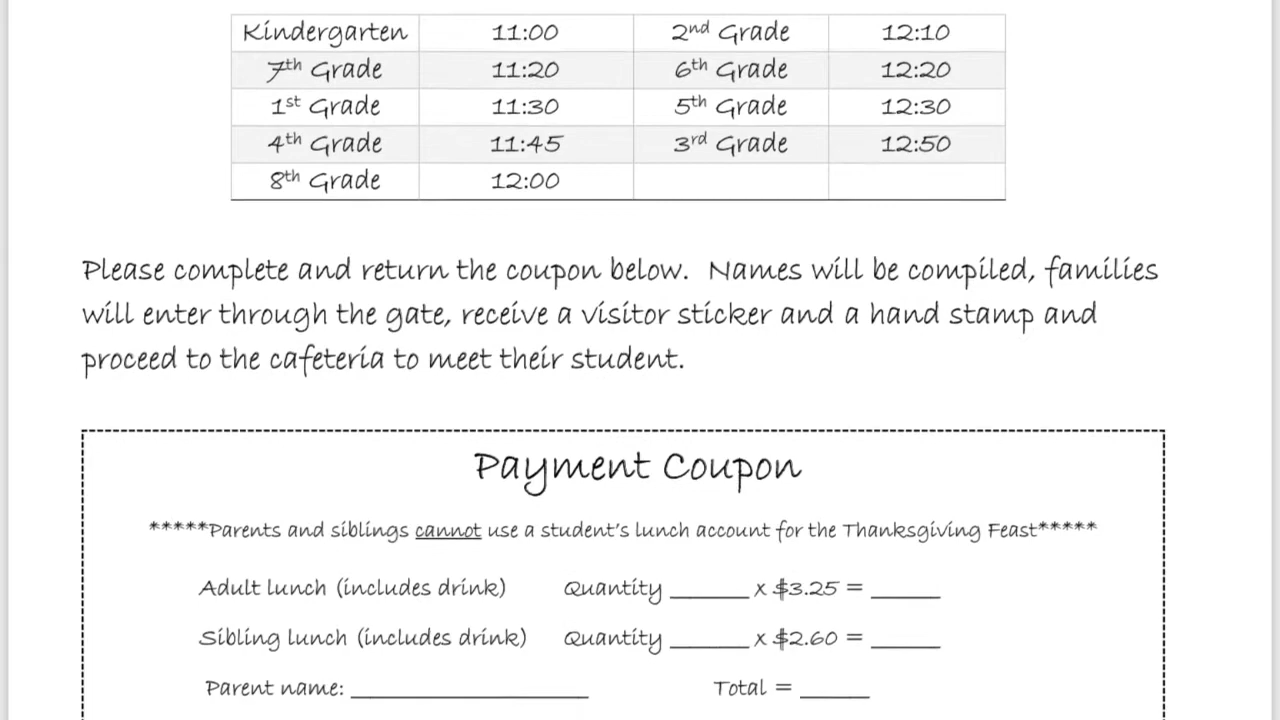 Kindergarten 11:00 2nd Grade 12:10
7th Grade 11:20 6th Grade 12:20
1st Grade 11:30 5th Grade 12:30
4th Grade 11:45 3rd Grade 12:50
8th Grade 12:00
Please complete and return the coupon below. Names will be compiled, families
will enter through the gate, receive a visitor sticker and a hand stamp and
proceed to the cafeteria to meet their student.
Payment Coupon
*****Parents and siblings cannot use a student's lunch account for the Thanksgiving Feast*****
Adult lunch (includes drink) Quantity _______ x $3.25 = ______
Sibling lunch (includes drink) Quantity _______ x $2.60 = ______
Parent name: _____________________ Total = ______